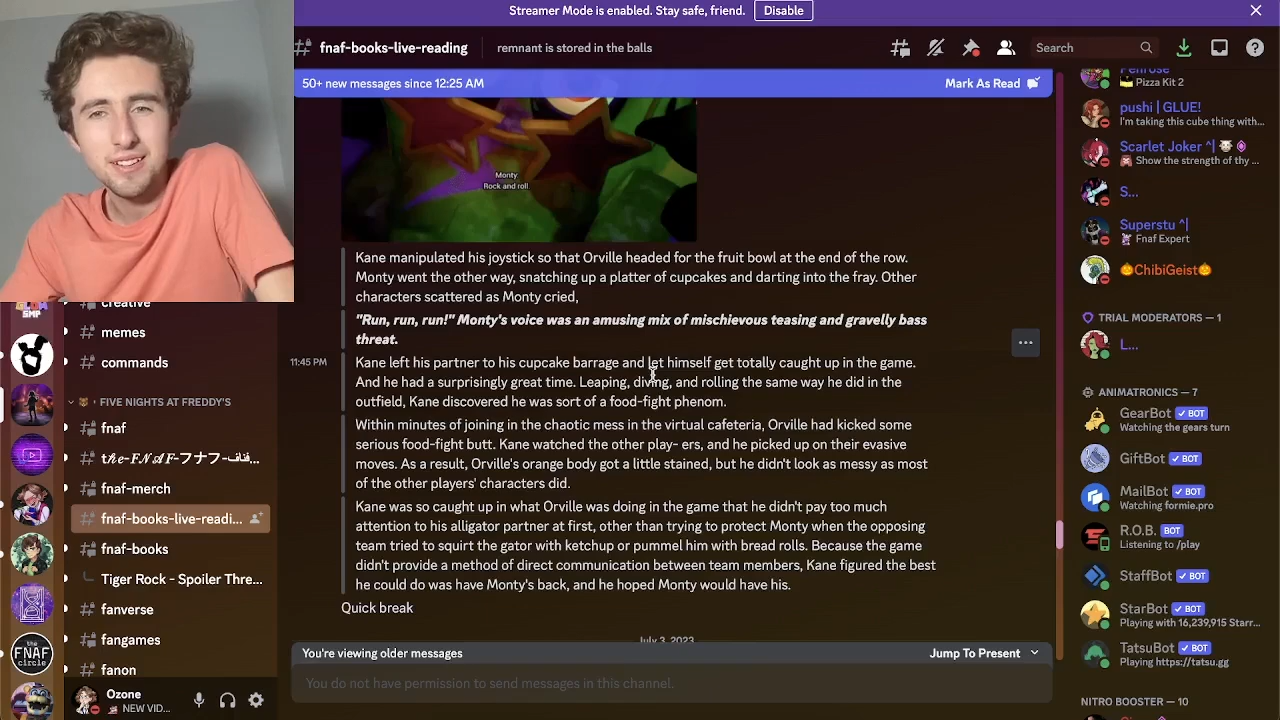 Streamer Mode is enabled. Stay safe, friend.
Disable
fnaf-books-live-reading
remnant is stored in the balls
Search
50+ new messages since 12:25 AM
Mark As Read
Monty
Rock and roll
Kane manipulated his joystick so that Orville headed for the fruit bowl at the end of the row.
Monty went the other way, snatching up a platter of cupcakes and darting into the fray. Other
characters scattered as Monty cried,
"Run, run, run!" Monty's voice was an amusing mix of mischievous teasing and gravelly bass
threat.
11:45 PM
Kane left his partner to his cupcake barrage and let himself get totally caught up in the game.
And he had a surprisingly great time. Leaping, diving, and rolling the same way he did in the
outfield, Kane discovered he was sort of a food-fight phenom.
Within minutes of joining in the chaotic mess in the virtual cafeteria, Orville had kicked some
serious food-fight butt. Kane watched the other play- ers, and he picked up on their evasive
moves. As a result, Orville's orange body got a little stained, but he didn't look as messy as most
of the other players' characters did.
Kane was so caught up in what Orville was doing in the game that he didn't pay too much
attention to his alligator partner at first, other than trying to protect Monty when the opposing
team tried to squirt the gator with ketchup or pummel him with bread rolls. Because the game
didn't provide a method of direct communication between team members, Kane figured the best
he could do was have Monty's back, and he hoped Monty would have his.
Quick break
July 3, 2023
You're viewing older messages
Jump To Present
You do not have permission to send messages in this channel.
creative
memes
commands
FIVE NIGHTS AT FREDDY'S
fnaf
fnaf-merch
fnaf-books-live-readi...
fnaf-books
Tiger Rock - Spoiler Thre...
fanverse
fangames
fanon
SMP
THE
FNAF
CIRCLE
Ozone
NEW VID...
Penrose
Pizza Kit 2
pushi | GLUE!
I'm taking this cube thing with...
Scarlet Joker ^|
Show the strength of thy ...
S...
Superstu ^|
Fnaf Expert
ChibiGeist
TRIAL MODERATORS — 1
L...
ANIMATRONICS — 7
GearBot
BOT
Watching the gears turn
GiftBot
BOT
MailBot
BOT
Watching formie.pro
R.O.B.
BOT
Listening to /play
StaffBot
BOT
StarBot
BOT
Playing with 16,239,915 Starr...
TatsuBot
BOT
Playing https://tatsu.gg
NITRO BOOSTER — 10